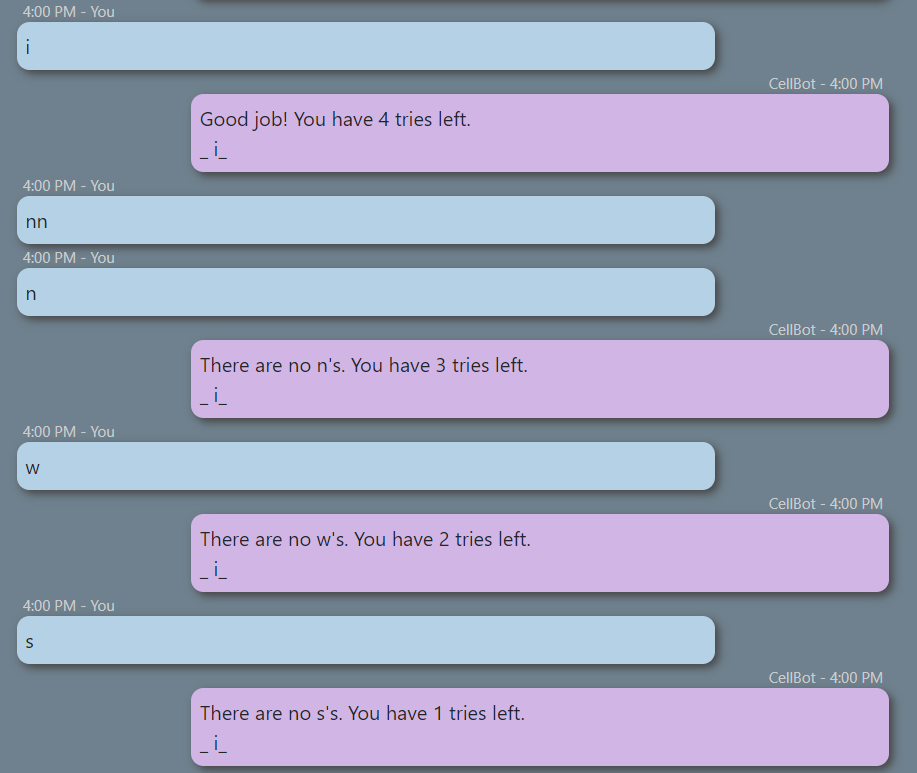 4:00 PM - You
i
CellBot - 4:00 PM
Good job! You have 4 tries left.
_ i_
4:00 PM - You
nn
4:00 PM - You
n
CellBot - 4:00 PM
There are no n's. You have 3 tries left.
_ i_
4:00 PM - You
w
CellBot - 4:00 PM
There are no w's. You have 2 tries left.
_ i_
4:00 PM - You
s
CellBot - 4:00 PM
There are no s's. You have 1 tries left.
_ i_